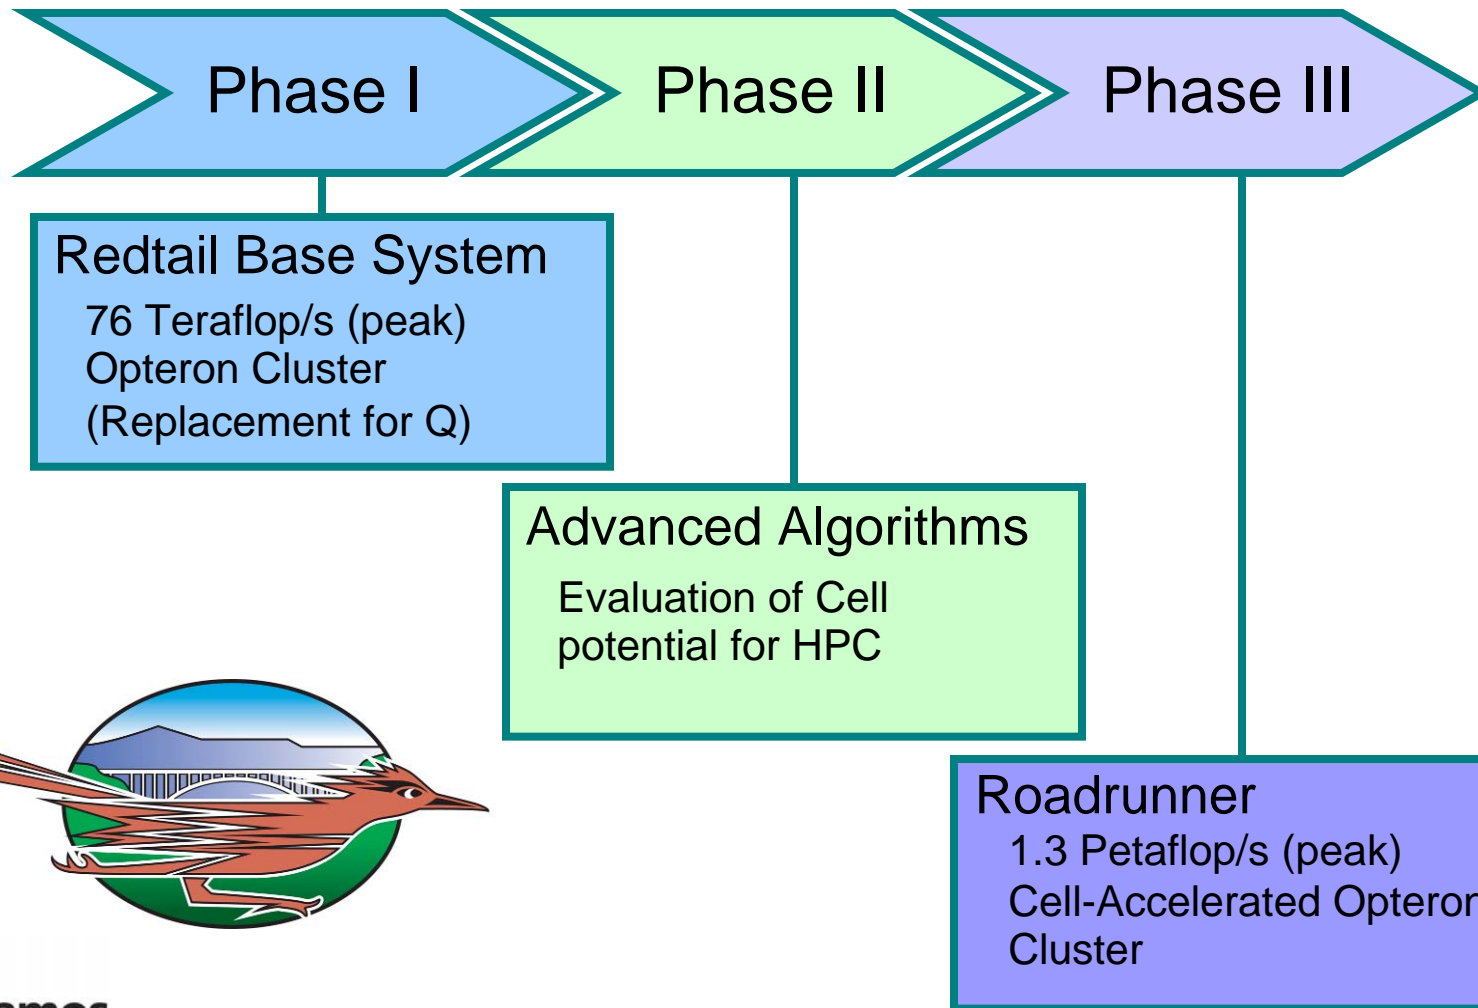 Phase I
Phase II
Phase III
Redtail Base System
76 Teraflop/s (peak)
Opteron Cluster
(Replacement for Q)
Advanced Algorithms
Evaluation of Cell
potential for HPC
Roadrunner
1.3 Petaflop/s (peak)
Cell-Accelerated Opteron
Cluster